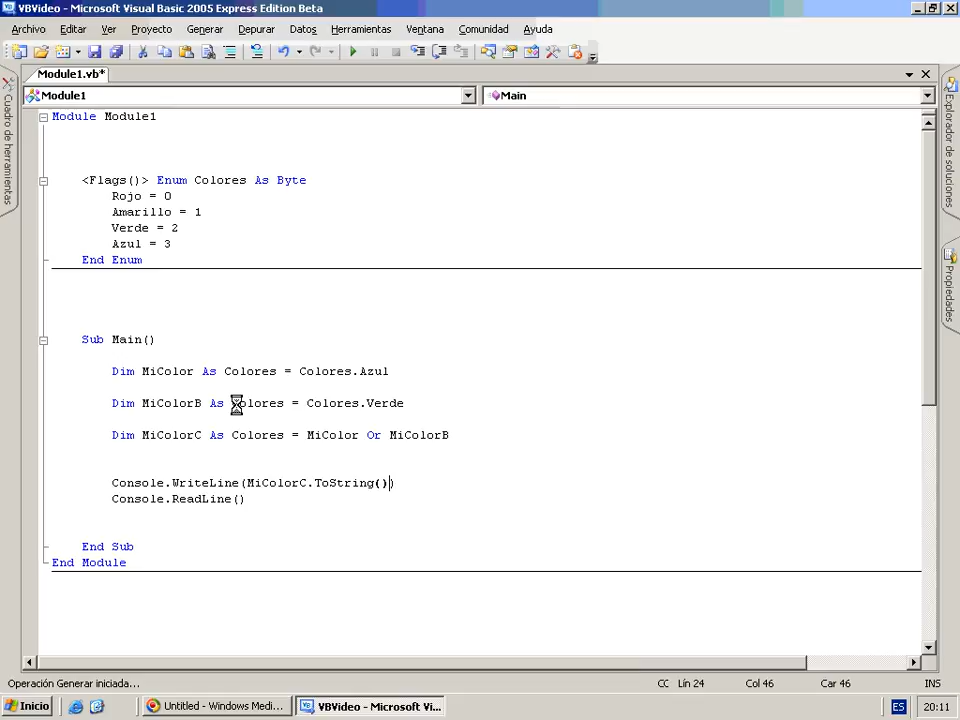 VBVideo - Microsoft Visual Basic 2005 Express Edition Beta
Archivo Editar Ver Proyecto Generar Depurar Datos Herramientas Ventana Comunidad Ayuda
Module1.vb*
Module1 Main
Cuadro de herramientas
Explorador de soluciones
Propiedades
Module Module1
<Flags()> Enum Colores As Byte
Rojo = 0
Amarillo = 1
Verde = 2
Azul = 3
End Enum
Sub Main()
Dim MiColor As Colores = Colores.Azul
Dim MiColorB As Colores = Colores.Verde
Dim MiColorC As Colores = MiColor Or MiColorB
Console.WriteLine(MiColorC.ToString())
Console.ReadLine()
End Sub
End Module
Operación Generar iniciada... CC Lín 24 Col 46 Car 46 INS
Inicio Untitled - Windows Medi... VBVideo - Microsoft Vi... ES 20:11